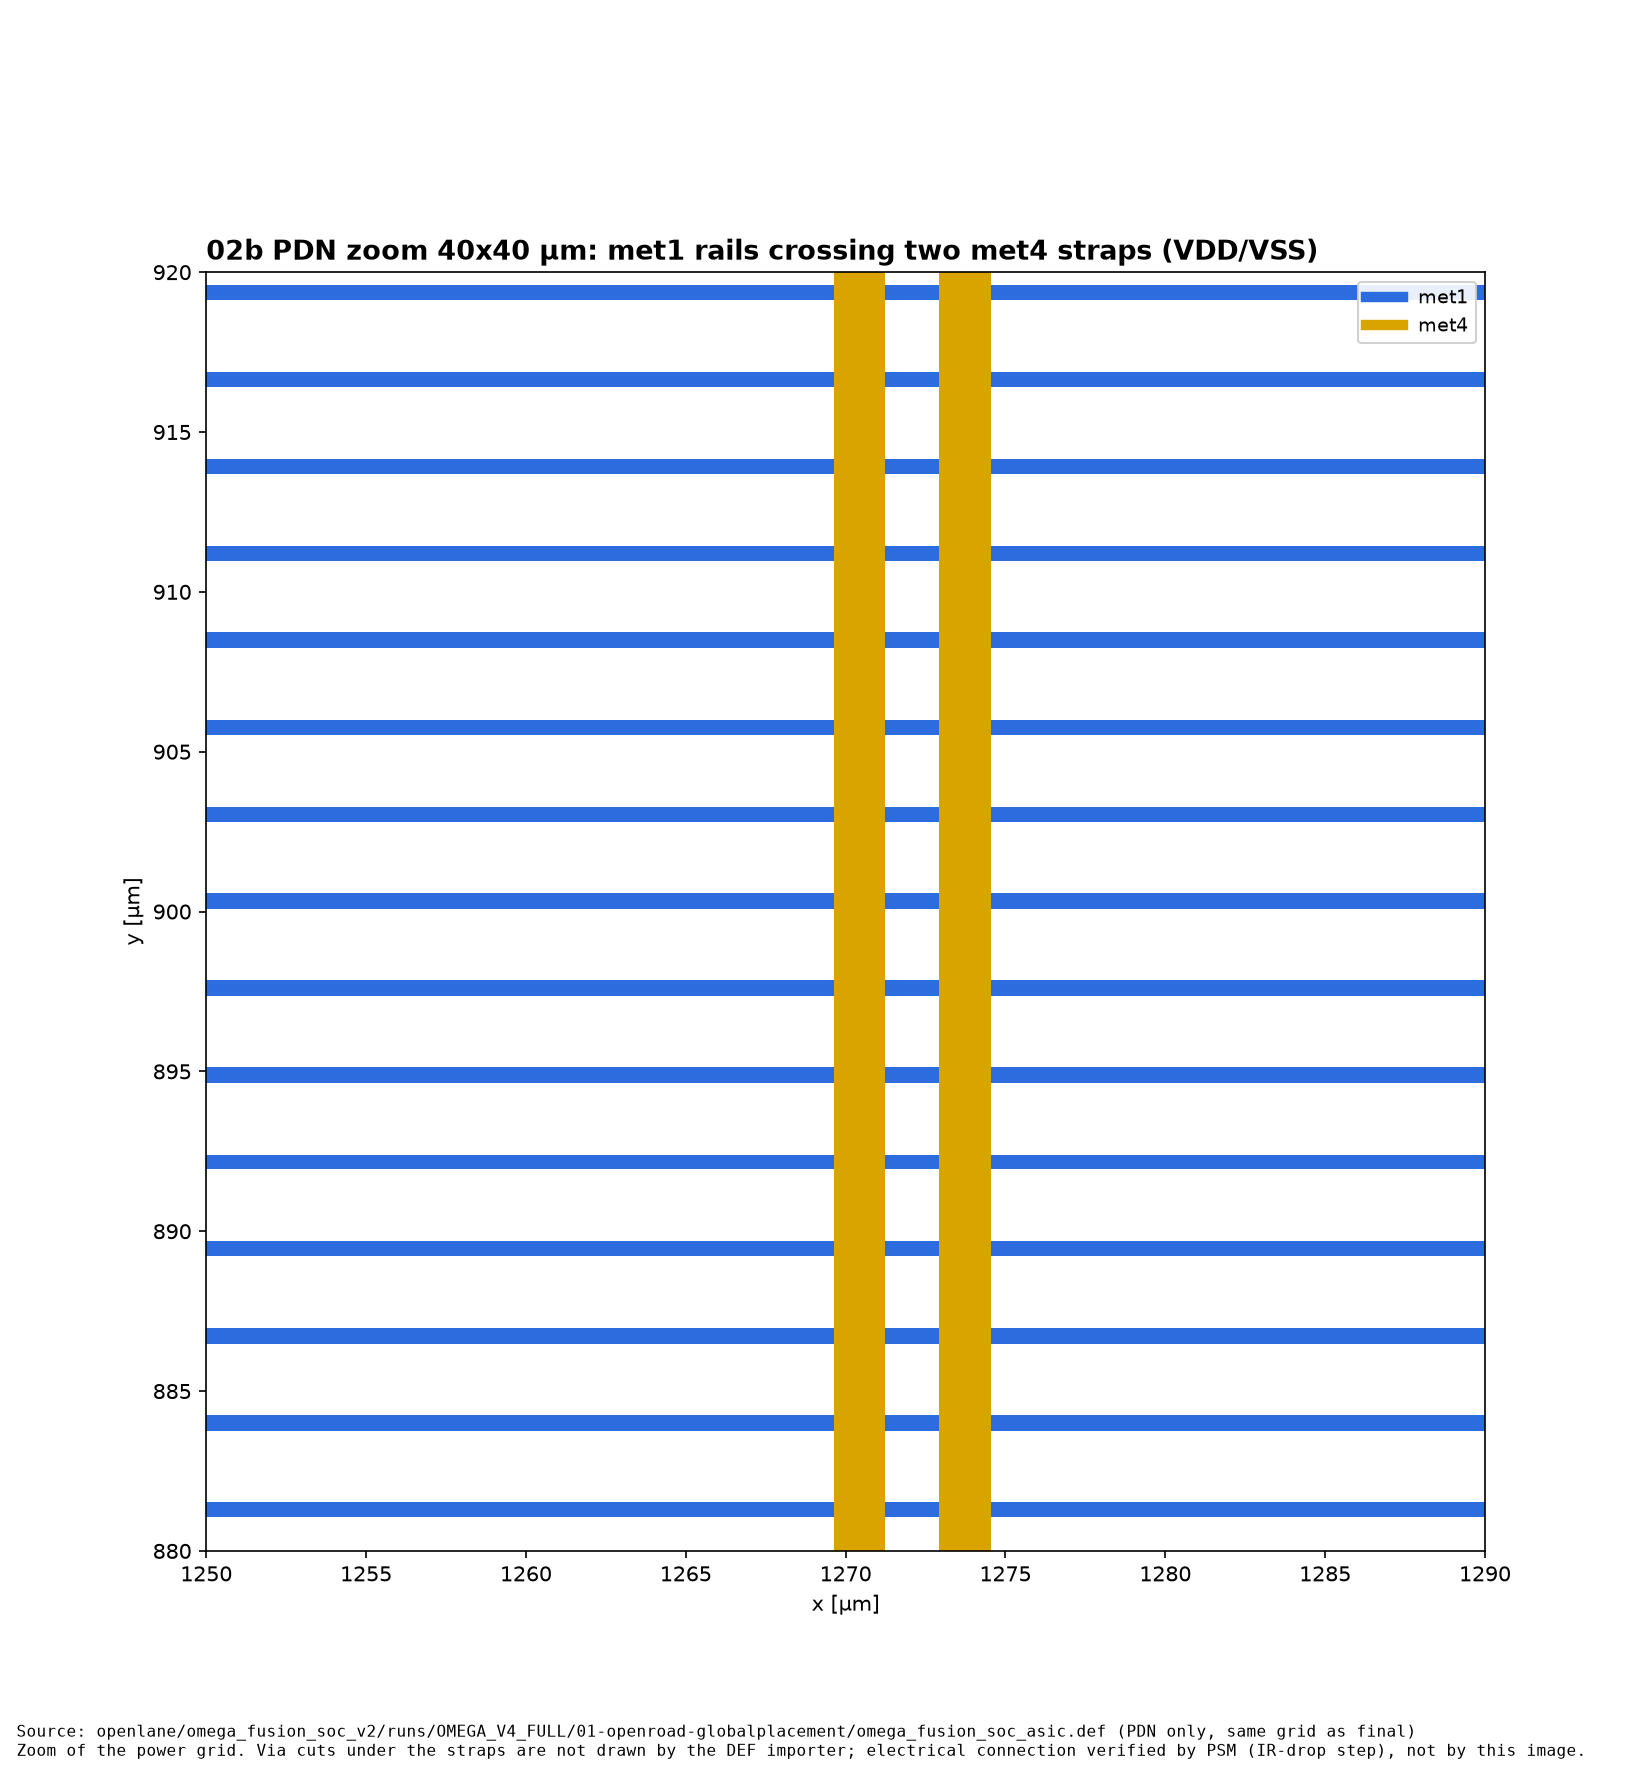 02b PDN zoom 40x40 µm: met1 rails crossing two met4 straps (VDD/VSS)
920
met1
met4
915
910
905
y [µm]
900
895
890
885
880
1250 1255 1260 1265 1270 1275 1280 1285 1290
x [µm]
Source: openlane/omega_fusion_soc_v2/runs/OMEGA_V4_FULL/01-openroad-globalplacement/omega_fusion_soc_asic.def (PDN only, same grid as final)
Zoom of the power grid. Via cuts under the straps are not drawn by the DEF importer; electrical connection verified by PSM (IR-drop step), not by this image.